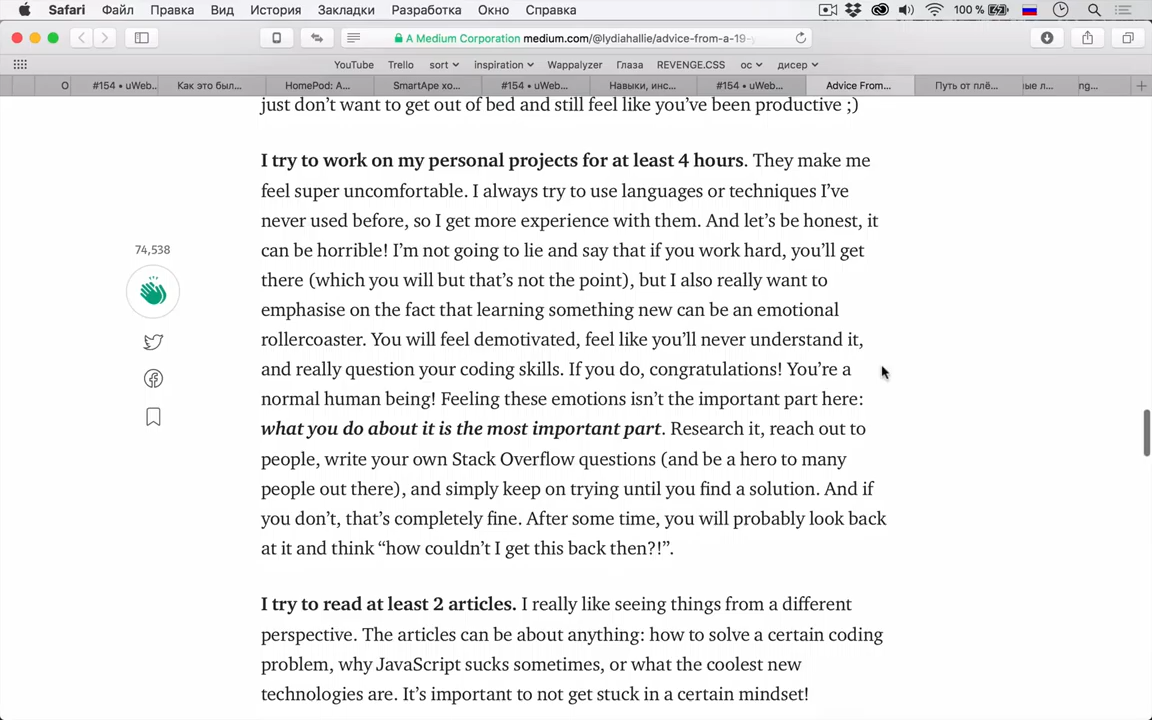 Safari Файл Правка Вид История Закладки Разработка Окно Справка 100 %
A Medium Corporation medium.com/@lydiahallie/advice-from-a-19-
YouTube Trello sort inspiration Wappalyzer Глаза REVENGE.CSS ос дисер
О #154 • uWeb... Как это был... HomePod: A... SmartApe хо... #154 • uWeb... Навыки, инс... #154 • uWeb... Advice From... Путь от плё... ые л... ng...
just don’t want to get out of bed and still feel like you’ve been productive ;)
I try to work on my personal projects for at least 4 hours. They make me
feel super uncomfortable. I always try to use languages or techniques I’ve
never used before, so I get more experience with them. And let’s be honest, it
can be horrible! I’m not going to lie and say that if you work hard, you’ll get
there (which you will but that’s not the point), but I also really want to
emphasise on the fact that learning something new can be an emotional
rollercoaster. You will feel demotivated, feel like you’ll never understand it,
and really question your coding skills. If you do, congratulations! You’re a
normal human being! Feeling these emotions isn’t the important part here:
what you do about it is the most important part. Research it, reach out to
people, write your own Stack Overflow questions (and be a hero to many
people out there), and simply keep on trying until you find a solution. And if
you don’t, that’s completely fine. After some time, you will probably look back
at it and think “how couldn’t I get this back then?!”.
I try to read at least 2 articles. I really like seeing things from a different
perspective. The articles can be about anything: how to solve a certain coding
problem, why JavaScript sucks sometimes, or what the coolest new
technologies are. It’s important to not get stuck in a certain mindset!
74,538